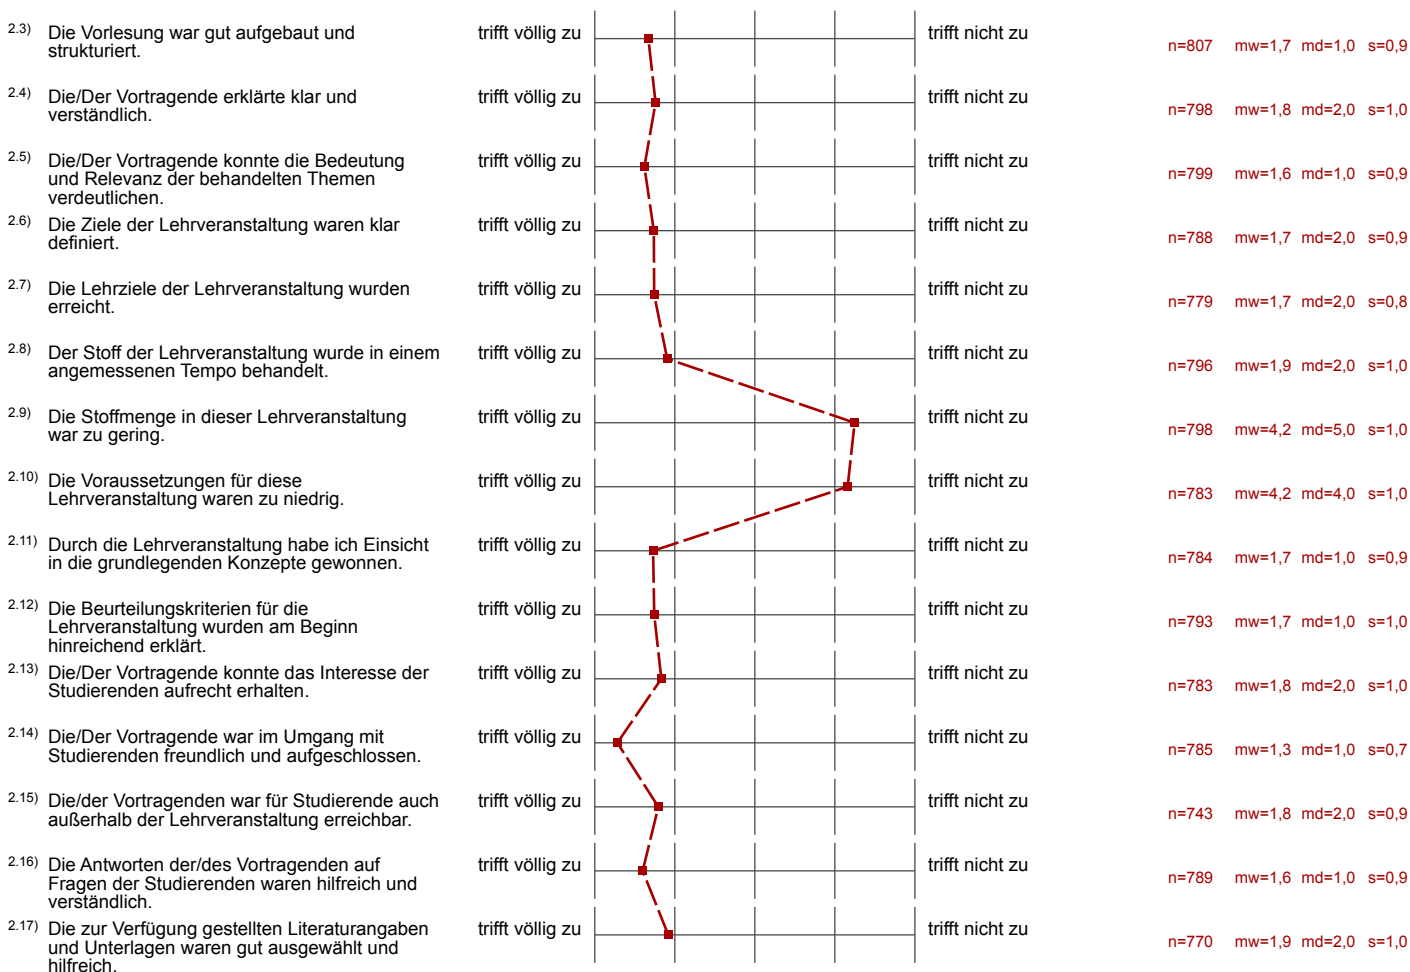 2.3) Die Vorlesung war gut aufgebaut und
strukturiert.
trifft völlig zu
trifft nicht zu
n=807 mw=1,7 md=1,0 s=0,9
2.4) Die/Der Vortragende erklärte klar und
verständlich.
trifft völlig zu
trifft nicht zu
n=798 mw=1,8 md=2,0 s=1,0
2.5) Die/Der Vortragende konnte die Bedeutung
und Relevanz der behandelten Themen
verdeutlichen.
trifft völlig zu
trifft nicht zu
n=799 mw=1,6 md=1,0 s=0,9
2.6) Die Ziele der Lehrveranstaltung waren klar
definiert.
trifft völlig zu
trifft nicht zu
n=788 mw=1,7 md=2,0 s=0,9
2.7) Die Lehrziele der Lehrveranstaltung wurden
erreicht.
trifft völlig zu
trifft nicht zu
n=779 mw=1,7 md=2,0 s=0,8
2.8) Der Stoff der Lehrveranstaltung wurde in einem
angemessenen Tempo behandelt.
trifft völlig zu
trifft nicht zu
n=796 mw=1,9 md=2,0 s=1,0
2.9) Die Stoffmenge in dieser Lehrveranstaltung
war zu gering.
trifft völlig zu
trifft nicht zu
n=798 mw=4,2 md=5,0 s=1,0
2.10) Die Voraussetzungen für diese
Lehrveranstaltung waren zu niedrig.
trifft völlig zu
trifft nicht zu
n=783 mw=4,2 md=4,0 s=1,0
2.11) Durch die Lehrveranstaltung habe ich Einsicht
in die grundlegenden Konzepte gewonnen.
trifft völlig zu
trifft nicht zu
n=784 mw=1,7 md=1,0 s=0,9
2.12) Die Beurteilungskriterien für die
Lehrveranstaltung wurden am Beginn
hinreichend erklärt.
trifft völlig zu
trifft nicht zu
n=793 mw=1,7 md=1,0 s=1,0
2.13) Die/Der Vortragende konnte das Interesse der
Studierenden aufrecht erhalten.
trifft völlig zu
trifft nicht zu
n=783 mw=1,8 md=2,0 s=1,0
2.14) Die/Der Vortragende war im Umgang mit
Studierenden freundlich und aufgeschlossen.
trifft völlig zu
trifft nicht zu
n=785 mw=1,3 md=1,0 s=0,7
2.15) Die/der Vortragenden war für Studierende auch
außerhalb der Lehrveranstaltung erreichbar.
trifft völlig zu
trifft nicht zu
n=743 mw=1,8 md=2,0 s=0,9
2.16) Die Antworten der/des Vortragenden auf
Fragen der Studierenden waren hilfreich und
verständlich.
trifft völlig zu
trifft nicht zu
n=789 mw=1,6 md=1,0 s=0,9
2.17) Die zur Verfügung gestellten Literaturangaben
und Unterlagen waren gut ausgewählt und
hilfreich.
trifft völlig zu
trifft nicht zu
n=770 mw=1,9 md=2,0 s=1,0